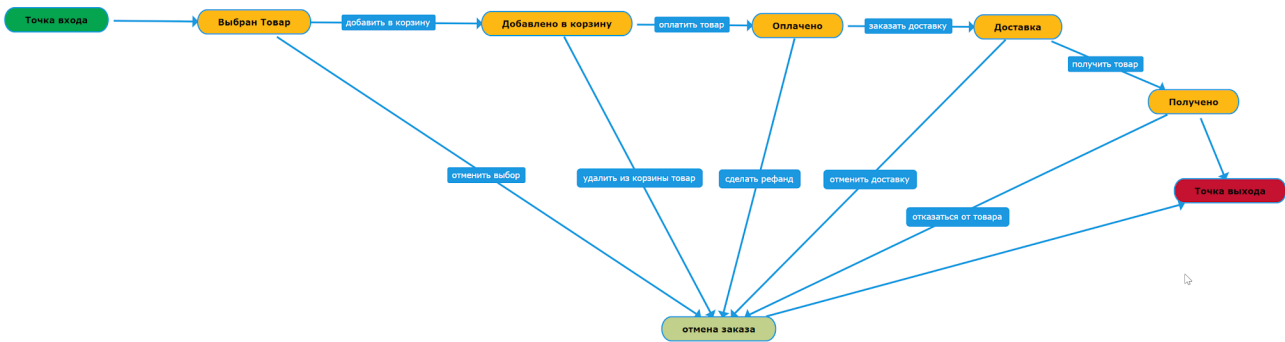 Точка входа
Выбран Товар
добавить в корзину
Добавлено в корзину
оплатить товар
Оплачено
заказать доставку
Доставка
получить товар
Получено
отменить выбор
удалить из корзины товар
сделать рефанд
отменить доставку
Точка выхода
отказаться от товара
отмена заказа